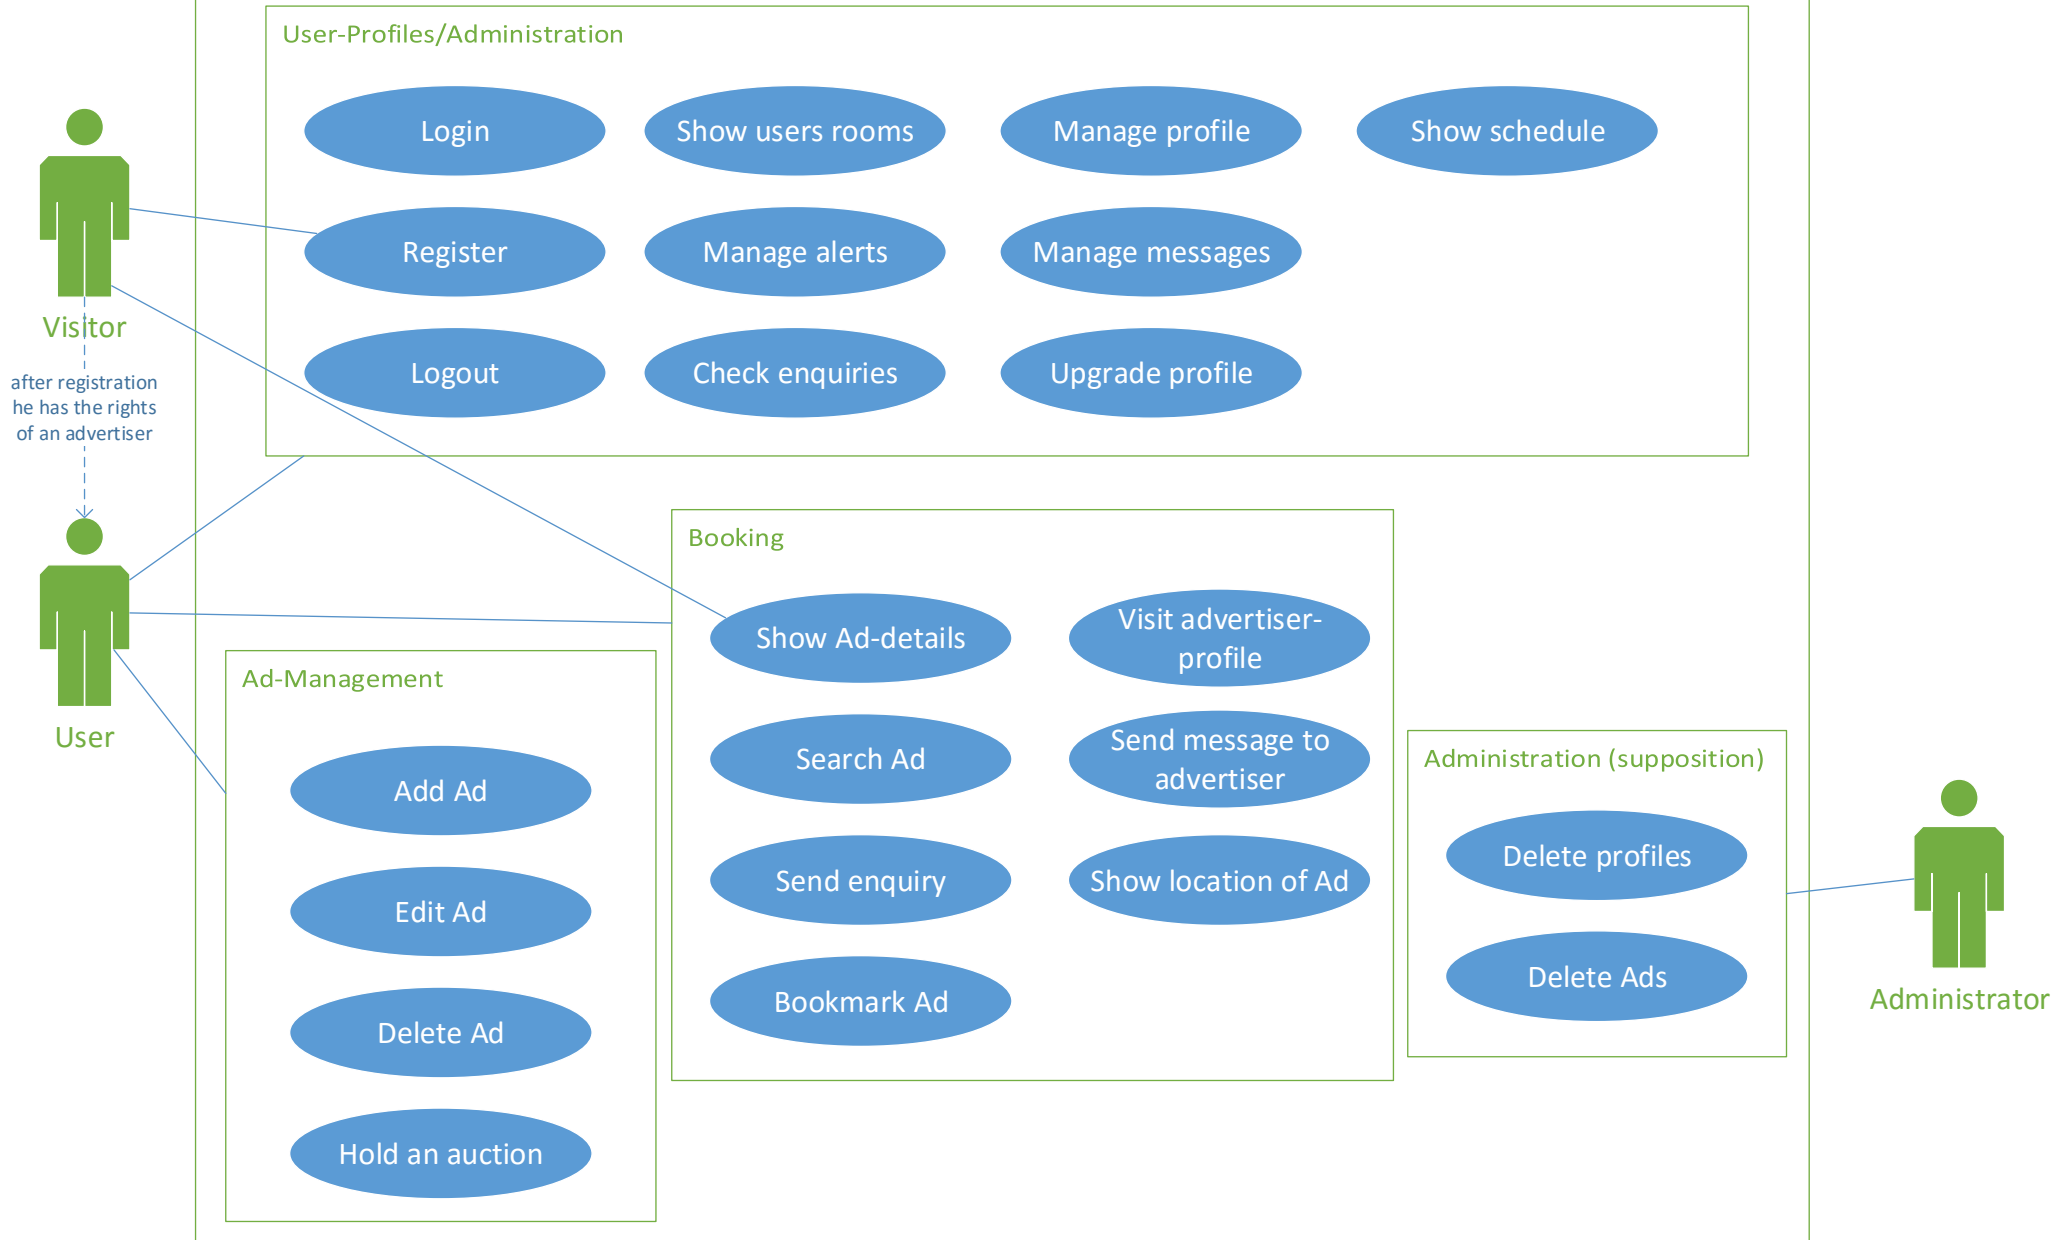 User-Profiles/Administration
Login
Show users rooms
Manage profile
Show schedule
Register
Manage alerts
Manage messages
Logout
Check enquiries
Upgrade profile
Visitor
after registration
he has the rights
of an advertiser
User
Booking
Show Ad-details
Visit advertiser-
profile
Search Ad
Send message to
advertiser
Send enquiry
Show location of Ad
Bookmark Ad
Ad-Management
Add Ad
Edit Ad
Delete Ad
Hold an auction
Administration (supposition)
Delete profiles
Delete Ads
Administrator